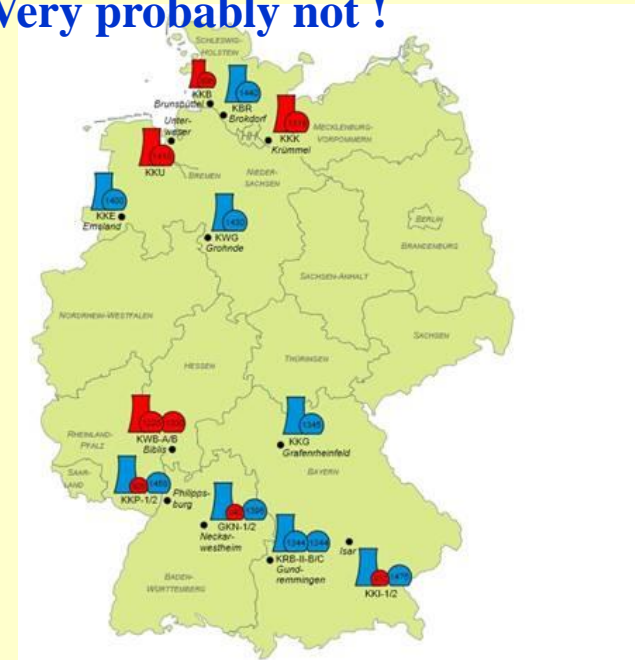 Very probably not !
SCHLESWIG-
HOLSTEIN
KKB
Brunsbüttel
1440
KBR
Brokdorf
KKK
Krümmel
MECKLENBURG-
VORPOMMERN
Unter-
weser
HH
KKU
BREMEN
NIEDER-
SACHSEN
1400
KKE
Emsland
1430
KWG
Grohnde
BERLIN
BRANDENBURG
SACHSEN-ANHALT
NORDRHEIN-WESTFALEN
SACHSEN
HESSEN
THÜRINGEN
KWB-A/B
Biblis
RHEINLAND-
PFALZ
1345
KKG
Grafenrheinfeld
BAYERN
SAAR-
LAND
KKP-1/2
Philipps-
burg
GKN-1/2
Neckar-
westheim
1344 1344
KRB-II-B/C
Gund-
remmingen
Isar
1475
KKI-1/2
BADEN-
WÜRTTEMBERG